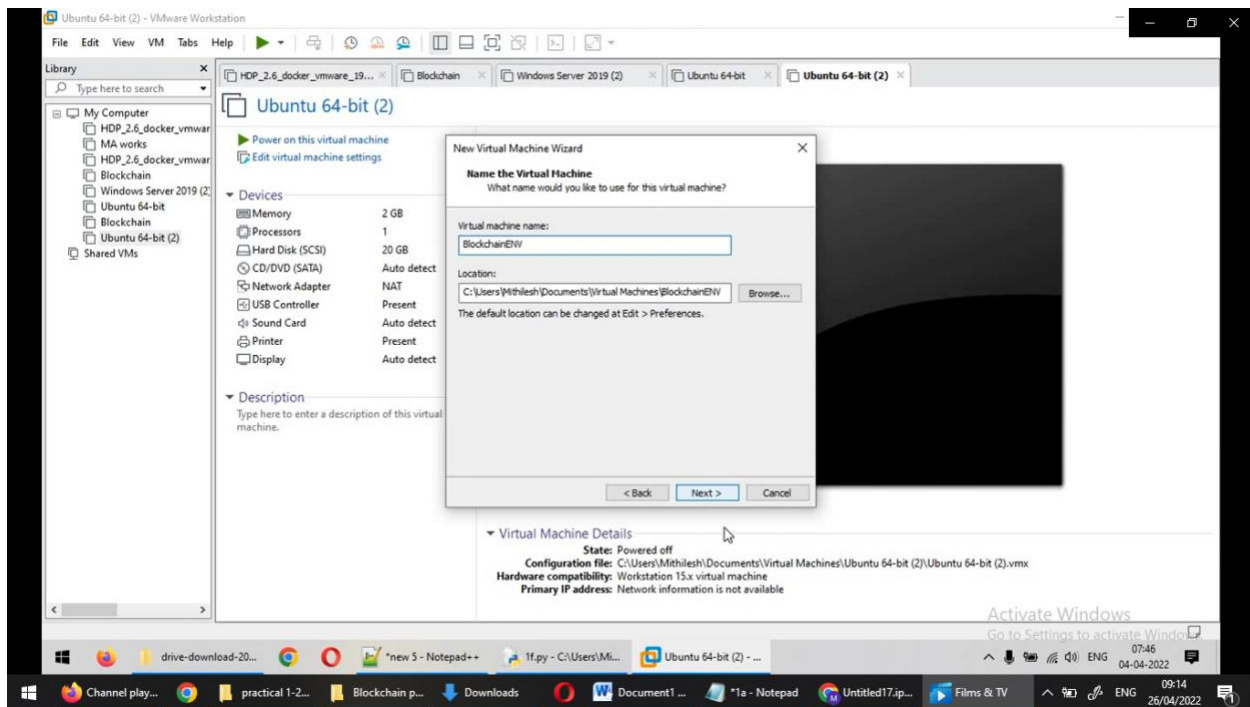 Ubuntu 64-bit (2) - VMware Workstation
File Edit View VM Tabs Help
Library
Type here to search
My Computer
HDP_2.6_docker_vmwar
MA works
HDP_2.6_docker_vmwar
Blockchain
Windows Server 2019 (2)
Ubuntu 64-bit
Blockchain
Ubuntu 64-bit (2)
Shared VMs
HDP_2.6_docker_vmware_19... Blockchain Windows Server 2019 (2) Ubuntu 64-bit Ubuntu 64-bit (2)
Ubuntu 64-bit (2)
Power on this virtual machine
Edit virtual machine settings
Devices
Memory 2 GB
Processors 1
Hard Disk (SCSI) 20 GB
CD/DVD (SATA) Auto detect
Network Adapter NAT
USB Controller Present
Sound Card Auto detect
Printer Present
Display Auto detect
Description
Type here to enter a description of this virtual
machine.
New Virtual Machine Wizard
Name the Virtual Machine
What name would you like to use for this virtual machine?
Virtual machine name:
BlockchainENV
Location:
C:\Users\Mithilesh\Documents\Virtual Machines\BlockchainENV Browse...
The default location can be changed at Edit > Preferences.
< Back Next > Cancel
Virtual Machine Details
State: Powered off
Configuration file: C:\Users\Mithilesh\Documents\Virtual Machines\Ubuntu 64-bit (2)\Ubuntu 64-bit (2).vmx
Hardware compatibility: Workstation 15.x virtual machine
Primary IP address: Network information is not available
Activate Windows
Go to Settings to activate Windows
drive-download-20... *new 5 - Notepad++ 1f.py - C:\Users\Mi... Ubuntu 64-bit (2) - ... ENG 07:46
04-04-2022
Channel play... practical 1-2... Blockchain p... Downloads Document1 ... *1a - Notepad Untitled17.ip... Films & TV ENG 09:14
26/04/2022